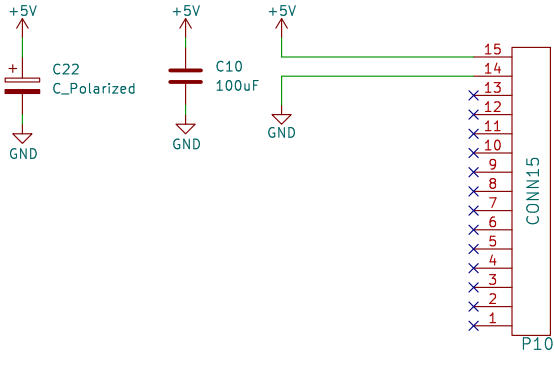 +5V
+5V
+5V
+
C22
C_Polarized
GND
C10
100uF
GND
GND
15
14
13
12
11
10
9
8
7
6
5
4
3
2
1
CONN15
P10